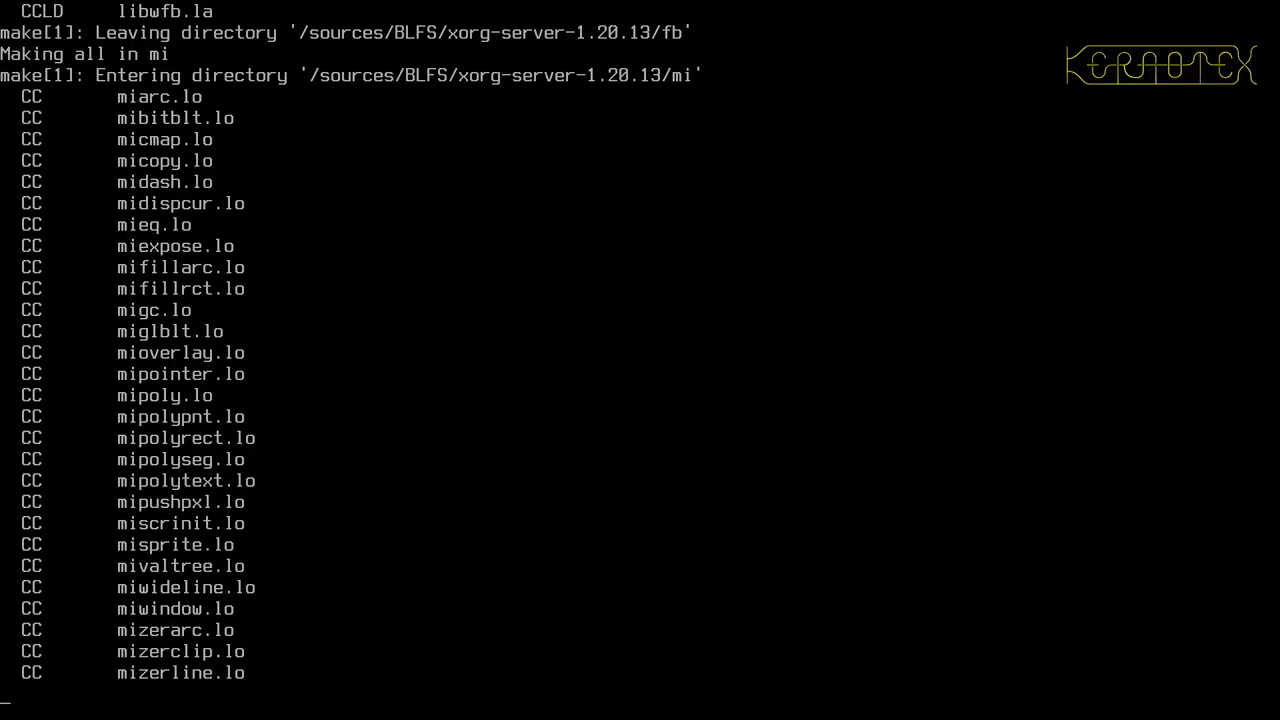 CCLD     libwfb.la
make[1]: Leaving directory '/sources/BLFS/xorg-server-1.20.13/fb'
Making all in mi
make[1]: Entering directory '/sources/BLFS/xorg-server-1.20.13/mi'
CC       miarc.lo
CC       mibitblt.lo
CC       micmap.lo
CC       micopy.lo
CC       midash.lo
CC       midispcur.lo
CC       mieq.lo
CC       miexpose.lo
CC       mifillarc.lo
CC       mifillrct.lo
CC       migc.lo
CC       miglblt.lo
CC       mioverlay.lo
CC       mipointer.lo
CC       mipoly.lo
CC       mipolypnt.lo
CC       mipolyrect.lo
CC       mipolyseg.lo
CC       mipolytext.lo
CC       mipushpxl.lo
CC       miscrinit.lo
CC       misprite.lo
CC       mivaltree.lo
CC       miwideline.lo
CC       miwindow.lo
CC       mizerarc.lo
CC       mizerclip.lo
CC       mizerline.lo
_